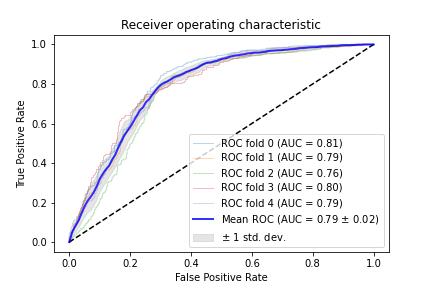 Receiver operating characteristic
1.0
0.8
0.6
0.4
0.2
0.0
True Positive Rate
ROC fold 0 (AUC = 0.81)
ROC fold 1 (AUC = 0.79)
ROC fold 2 (AUC = 0.76)
ROC fold 3 (AUC = 0.80)
ROC fold 4 (AUC = 0.79)
Mean ROC (AUC = 0.79 ± 0.02)
± 1 std. dev.
0.0 0.2 0.4 0.6 0.8 1.0
False Positive Rate